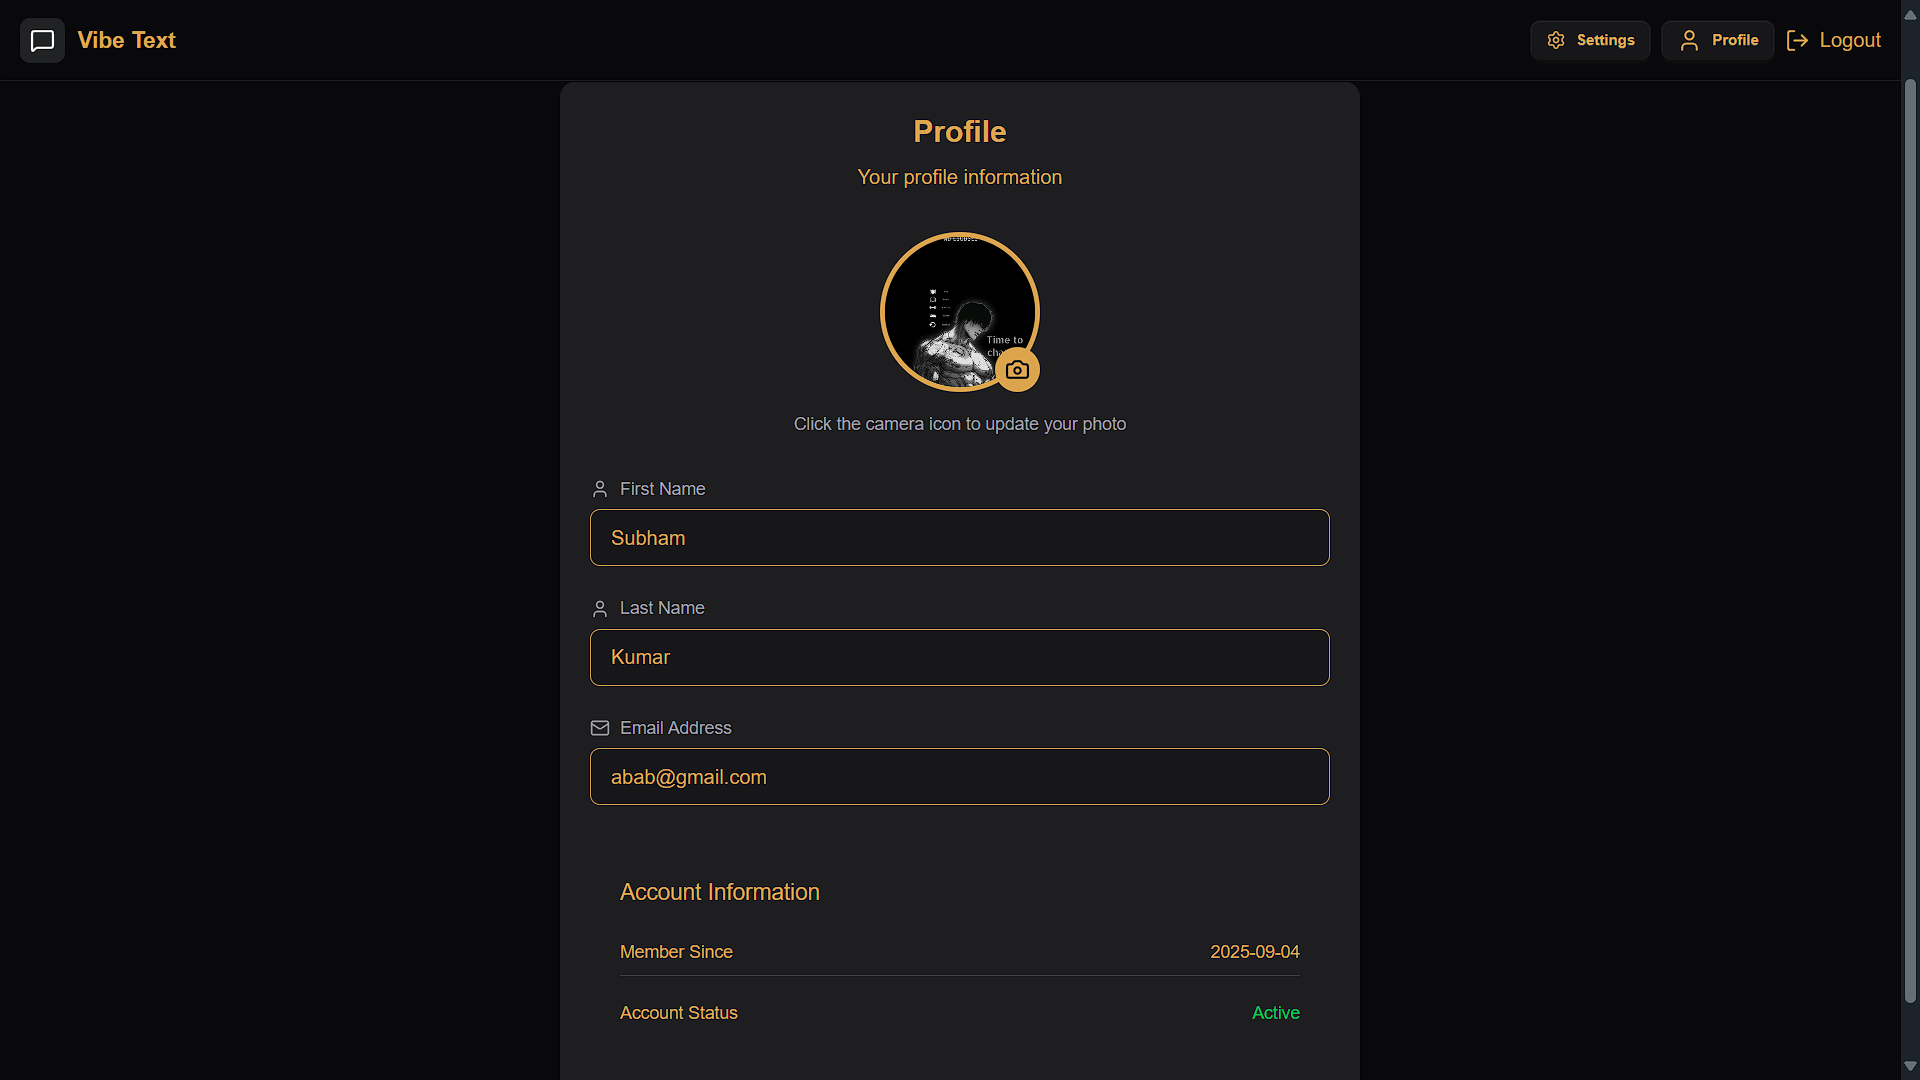 Vibe Text
Settings
Profile
Logout
Profile
Your profile information
Time to
Click the camera icon to update your photo
First Name
Subham
Last Name
Kumar
Email Address
abab@gmail.com
Account Information
Member Since 2025-09-04
Account Status Active